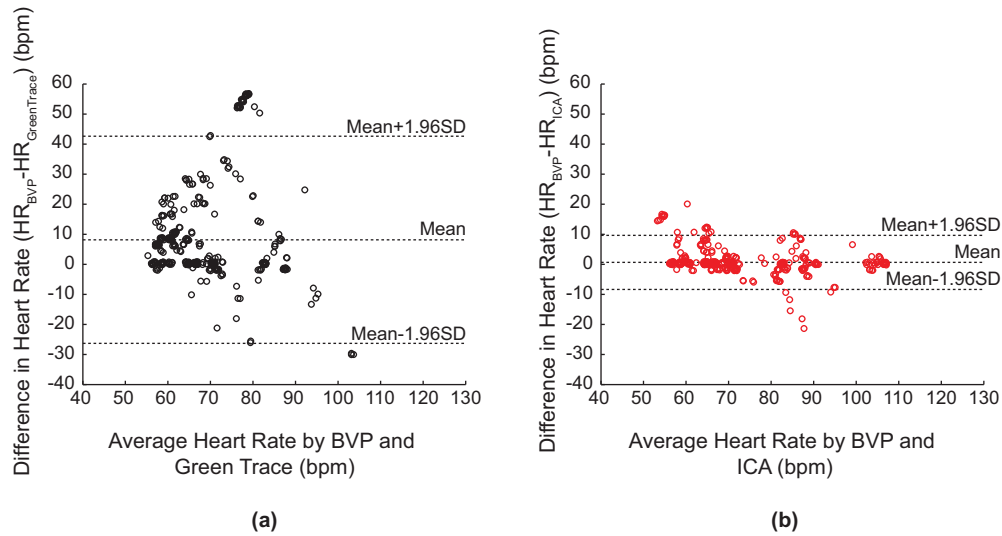 Difference in Heart Rate (HR_BVP-HR_GreenTrace) (bpm)
60
50
40
30
20
10
0
-10
-20
-30
-40
Mean+1.96SD
Mean
Mean-1.96SD
40 50 60 70 80 90 100 110 120 130
Average Heart Rate by BVP and
Green Trace (bpm)
(a)
Difference in Heart Rate (HR_BVP-HR_ICA) (bpm)
60
50
40
30
20
10
0
-10
-20
-30
-40
Mean+1.96SD
Mean
Mean-1.96SD
40 50 60 70 80 90 100 110 120 130
Average Heart Rate by BVP and
ICA (bpm)
(b)